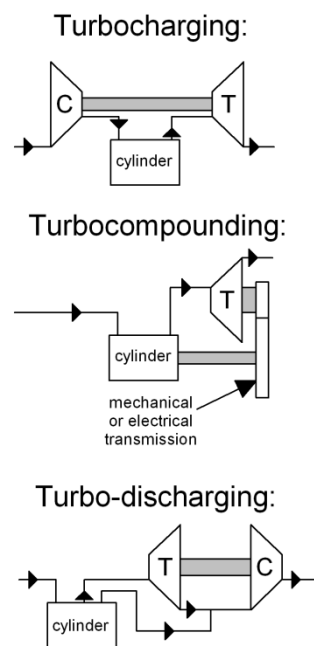 Turbocharging:
C
T
cylinder
Turbocompounding:
T
cylinder
mechanical
or electrical
transmission
Turbo-discharging:
T
C
cylinder